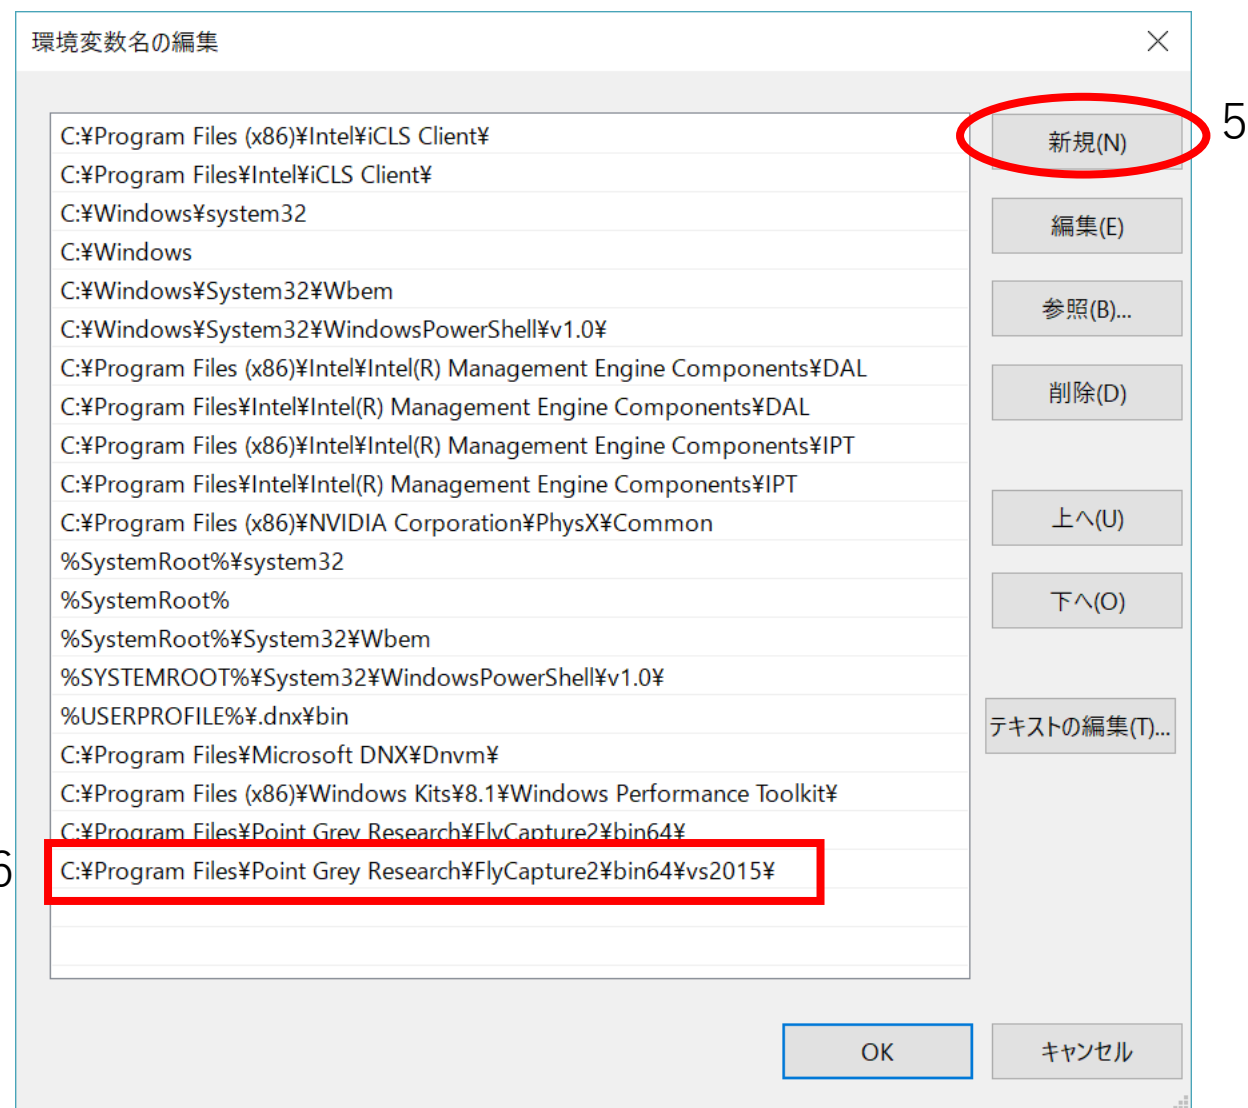 環境変数名の編集
C:¥Program Files (x86)¥Intel¥iCLS Client¥
C:¥Program Files¥Intel¥iCLS Client¥
C:¥Windows¥system32
C:¥Windows
C:¥Windows¥System32¥Wbem
C:¥Windows¥System32¥WindowsPowerShell¥v1.0¥
C:¥Program Files (x86)¥Intel¥Intel(R) Management Engine Components¥DAL
C:¥Program Files¥Intel¥Intel(R) Management Engine Components¥DAL
C:¥Program Files (x86)¥Intel¥Intel(R) Management Engine Components¥IPT
C:¥Program Files¥Intel¥Intel(R) Management Engine Components¥IPT
C:¥Program Files (x86)¥NVIDIA Corporation¥PhysX¥Common
%SystemRoot%¥system32
%SystemRoot%
%SystemRoot%¥System32¥Wbem
%SYSTEMROOT%¥System32¥WindowsPowerShell¥v1.0¥
%USERPROFILE%¥.dnx¥bin
C:¥Program Files¥Microsoft DNX¥Dnvm¥
C:¥Program Files (x86)¥Windows Kits¥8.1¥Windows Performance Toolkit¥
C:¥Program Files¥Point Grey Research¥FlyCapture2¥bin64¥
6
C:¥Program Files¥Point Grey Research¥FlyCapture2¥bin64¥vs2015¥
新規(N)
5
編集(E)
参照(B)...
削除(D)
上へ(U)
下へ(O)
テキストの編集(T)...
OK
キャンセル